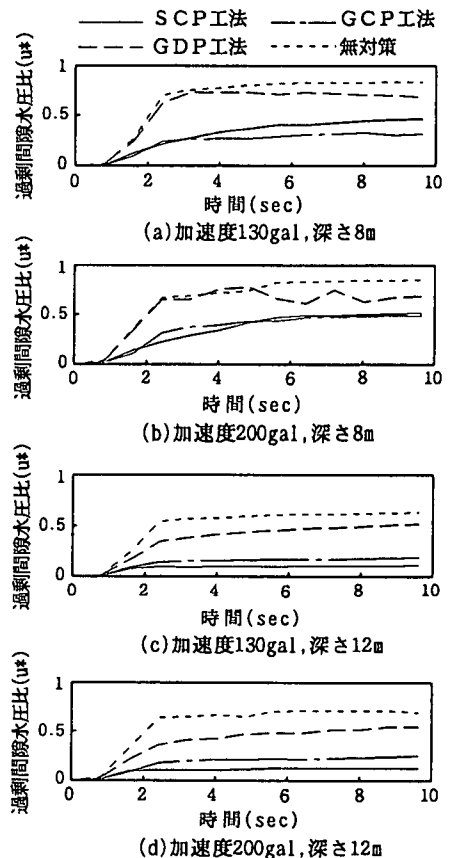 SCP工法 GCP工法
GDP工法 無対策
過剰間隙水圧比(u*)
1
0.5
0
0 2 4 6 8 10
時間(sec)
(a)加速度130gal,深さ8m
過剰間隙水圧比(u*)
1
0.5
0
0 2 4 6 8 10
時間(sec)
(b)加速度200gal,深さ8m
過剰間隙水圧比(u*)
1
0.5
0
0 2 4 6 8 10
時間(sec)
(c)加速度130gal,深さ12m
過剰間隙水圧比(u*)
1
0.5
0
0 2 4 6 8 10
時間(sec)
(d)加速度200gal,深さ12m